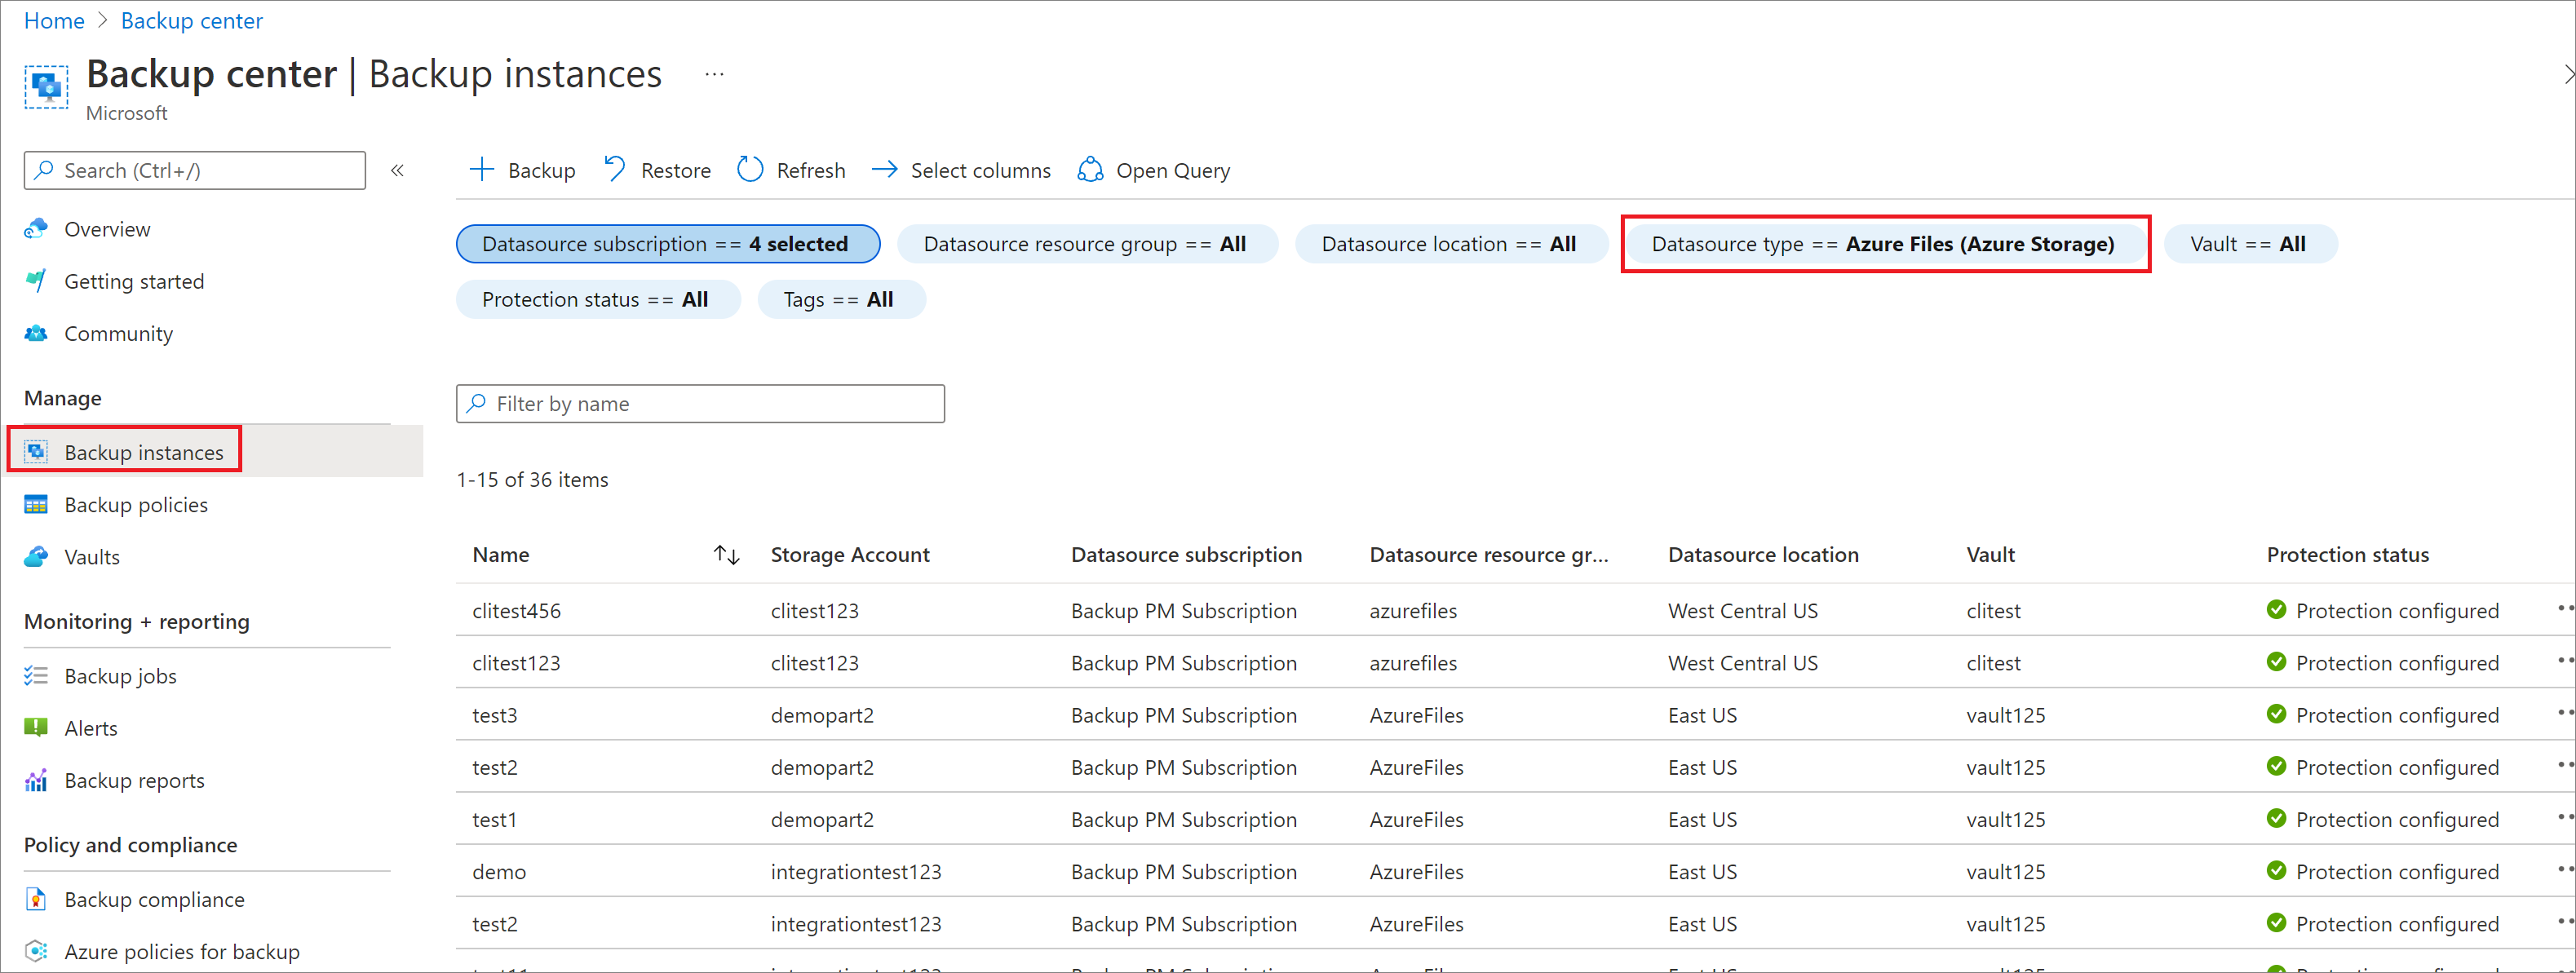 Home > Backup center
Backup center | Backup instances ...
Microsoft
Search (Ctrl+/) «
Overview
Getting started
Community
Manage
Backup instances
Backup policies
Vaults
Monitoring + reporting
Backup jobs
Alerts
Backup reports
Policy and compliance
Backup compliance
Azure policies for backup
Backup Restore Refresh Select columns Open Query
Datasource subscription == 4 selected Datasource resource group == All Datasource location == All Datasource type == Azure Files (Azure Storage) Vault == All
Protection status == All Tags == All
Filter by name
1-15 of 36 items
Name Storage Account Datasource subscription Datasource resource gr... Datasource location Vault Protection status
clitest456 clitest123 Backup PM Subscription azurefiles West Central US clitest Protection configured
clitest123 clitest123 Backup PM Subscription azurefiles West Central US clitest Protection configured
test3 demopart2 Backup PM Subscription AzureFiles East US vault125 Protection configured
test2 demopart2 Backup PM Subscription AzureFiles East US vault125 Protection configured
test1 demopart2 Backup PM Subscription AzureFiles East US vault125 Protection configured
demo integrationtest123 Backup PM Subscription AzureFiles East US vault125 Protection configured
test2 integrationtest123 Backup PM Subscription AzureFiles East US vault125 Protection configured